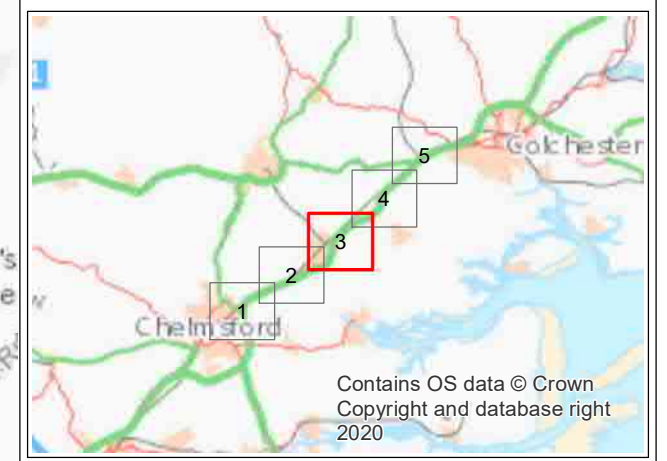 's
e
5
Colchester
4
3
2
1
Chelmsford
Contains OS data © Crown
Copyright and database right
2020